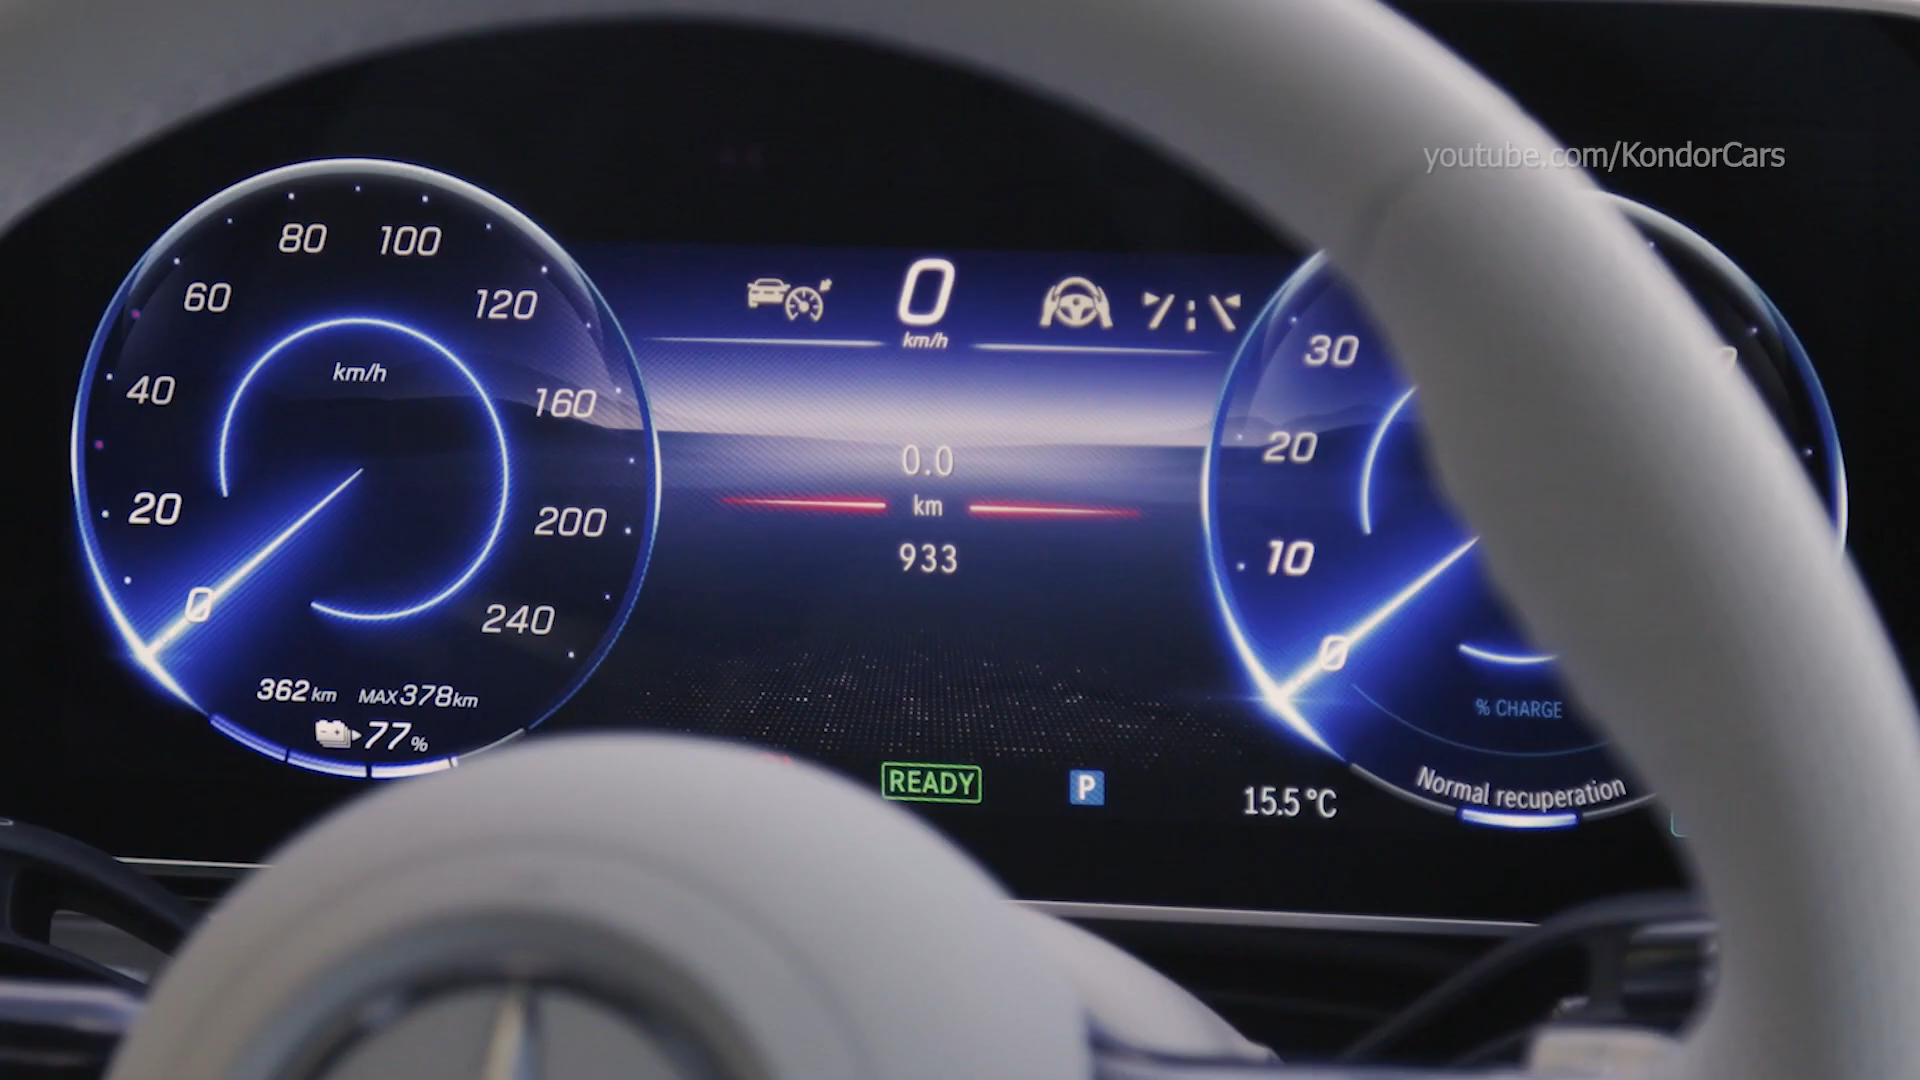 youtube.com/KondorCars
80 100
60 120
km/h
40 160
20 200
0 240
362 km MAX 378 km
77 %
0
km/h
0.0
km
933
READY P 15.5 °C
30
20
10
0
% CHARGE
Normal recuperation